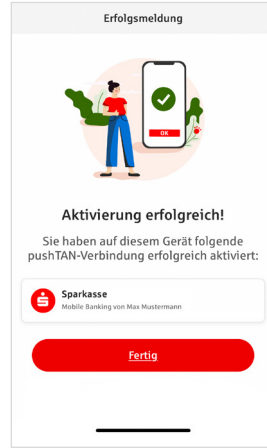 Erfolgsmeldung
OK
Aktivierung erfolgreich!
Sie haben auf diesem Gerät folgende
pushTAN-Verbindung erfolgreich aktiviert:
Sparkasse
Mobile Banking von Max Mustermann
Fertig